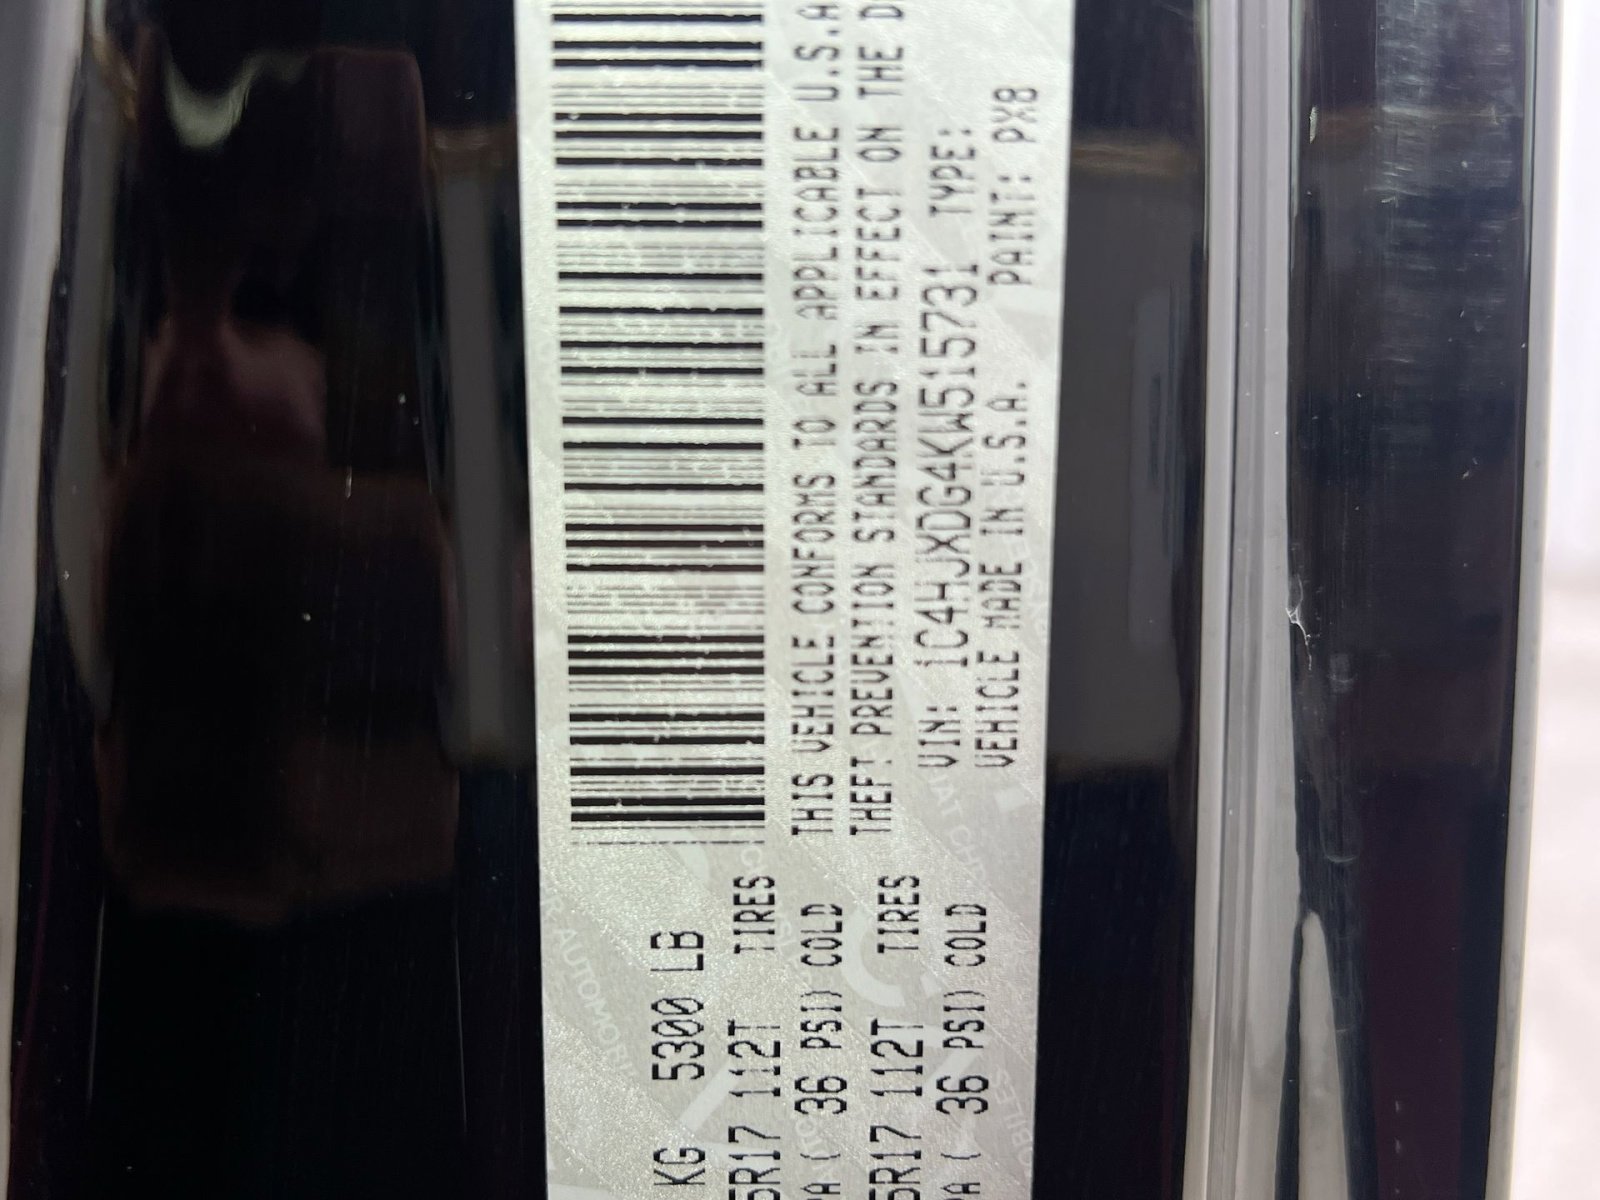 KG 5300 LB
5R17 112T TIRES
PA ( 36 PSI) COLD
5R17 112T TIRES
PA ( 36 PSI) COLD
THIS VEHICLE CONFORMS TO ALL APPLICABLE U.S.A
THEFT PREVENTION STANDARDS IN EFFECT ON THE D
VIN: 1C4HJXDG4KW515731 TYPE:
VEHICLE MADE IN U.S.A. PAINT: PX8